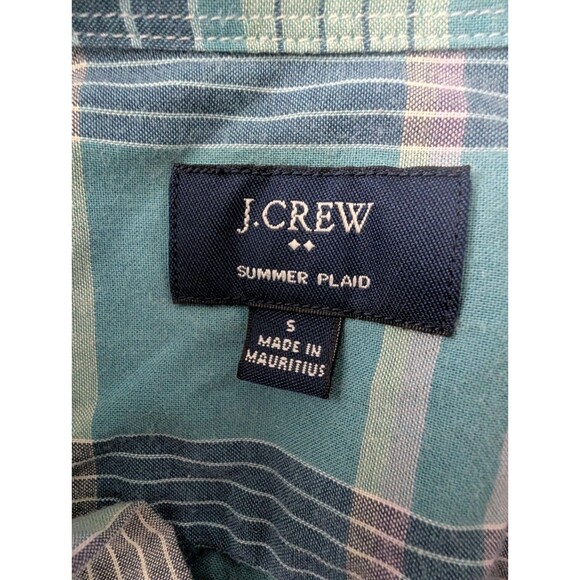 J.CREW
SUMMER PLAID
S
MADE IN
MAURITIUS